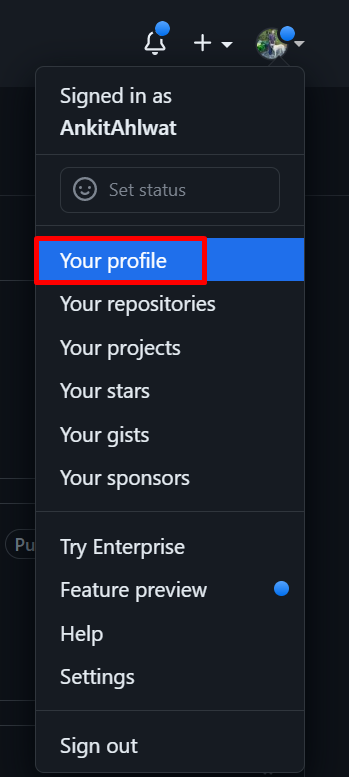 Signed in as
AnkitAhlwat
Set status
Your profile
Your repositories
Your projects
Your stars
Your gists
Your sponsors
Pu
Try Enterprise
Feature preview
Help
Settings
Sign out